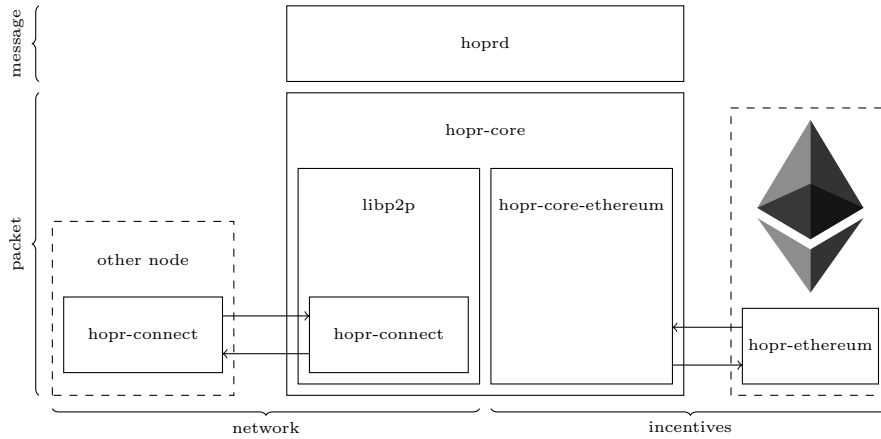 message
hoprd
packet
hopr-core
libp2p
hopr-core-ethereum
other node
hopr-connect
hopr-connect
hopr-ethereum
network
incentives